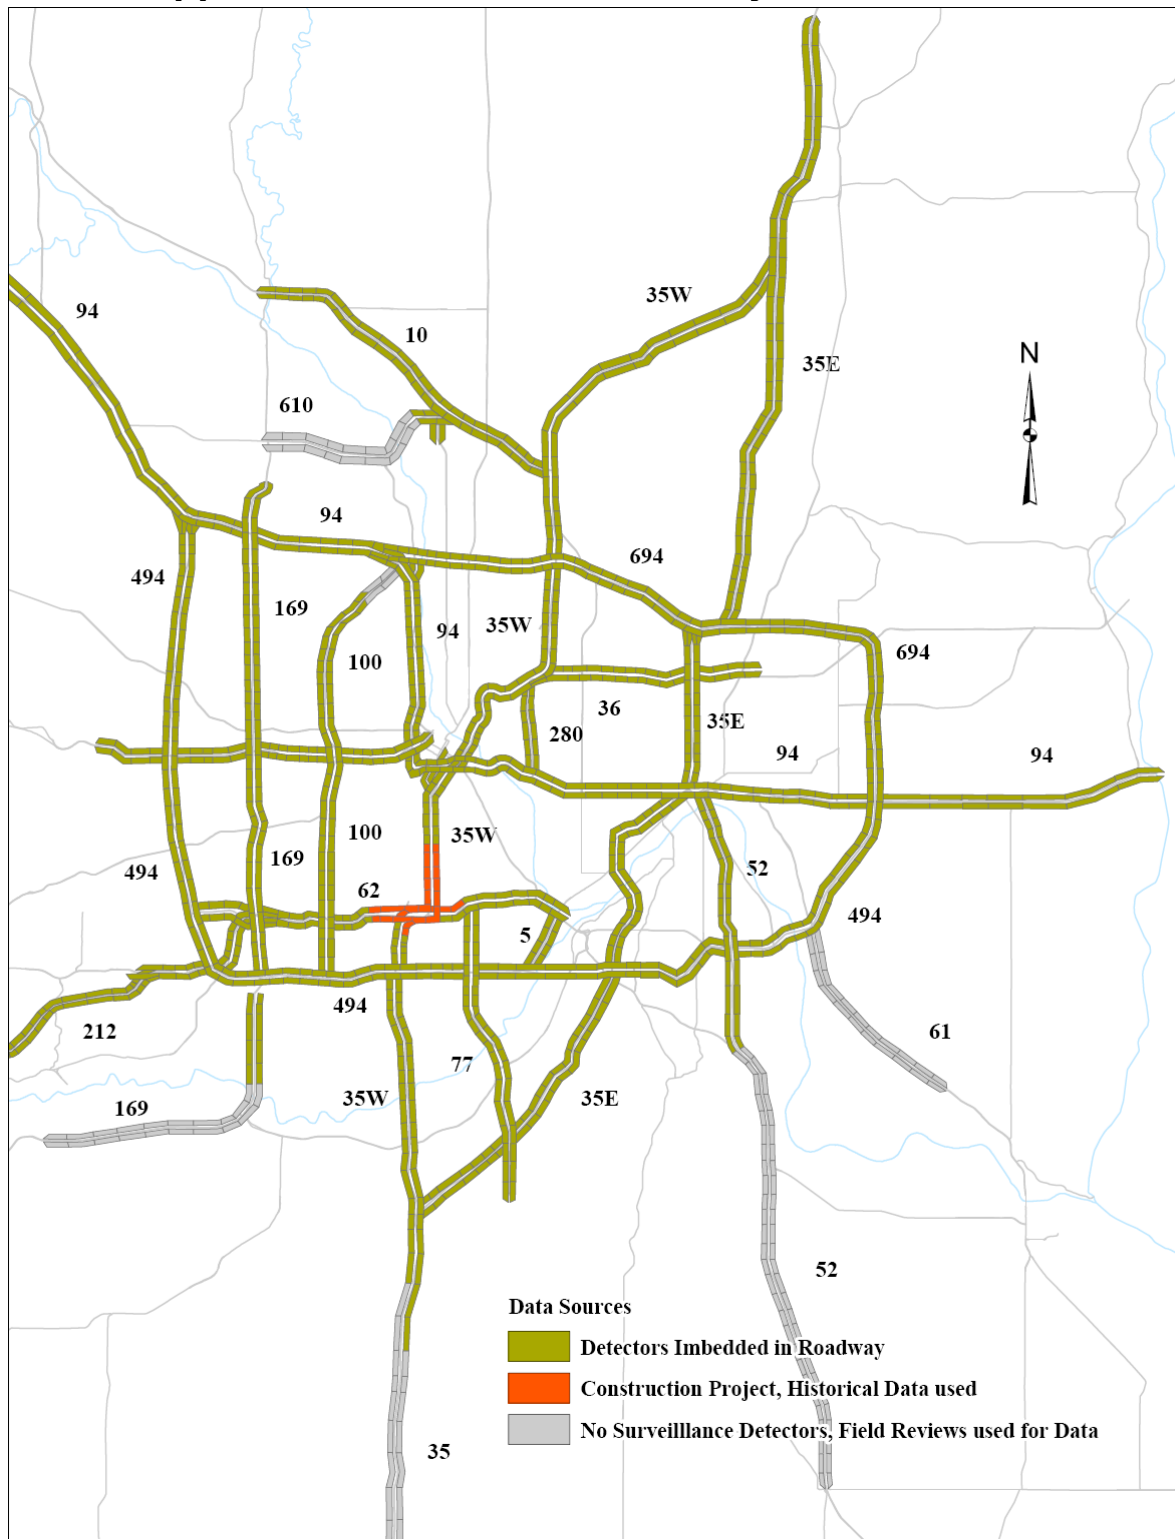 35W
94
N
10
35E
610
94
694
494
169
94
35W
100
694
36
35E
280
94
94
100
35W
169
52
494
62
494
5
494
61
212
77
35W
35E
169
52
Data Sources
Detectors Imbedded in Roadway
Construction Project, Historical Data used
No Surveilllance Detectors, Field Reviews used for Data
35